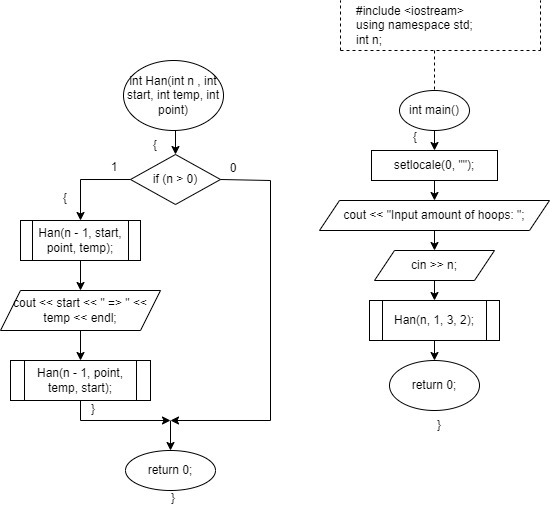 int Han(int n , int
start, int temp, int
point)
{
if (n > 0)
1
0
{
Han(n - 1, start,
point, temp);
cout << start << " => " <<
temp << endl;
Han(n - 1, point,
temp, start);
}
return 0;
}
#include <iostream>
using namespace std;
int n;
int main()
{
setlocale(0, "");
cout << "Input amount of hoops: ";
cin >> n;
Han(n, 1, 3, 2);
return 0;
}